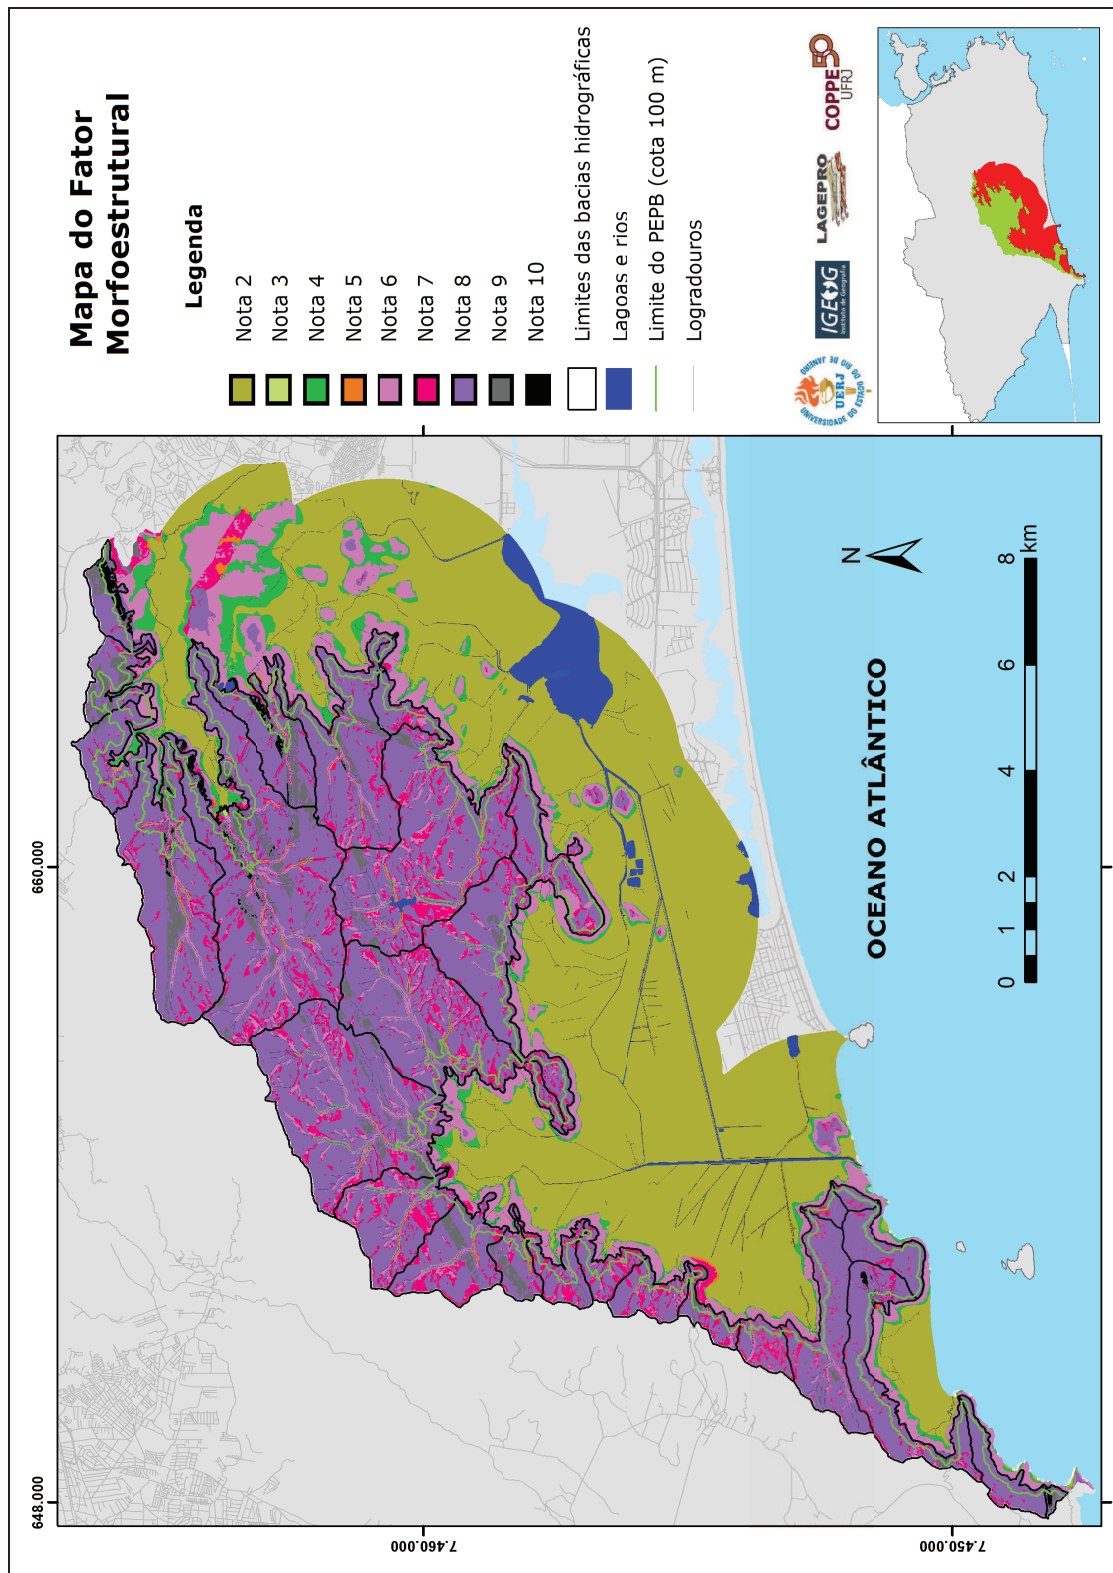 Mapa do Fator
Morfoestrutural
Legenda
Nota 2
Nota 3
Nota 4
Nota 5
Nota 6
Nota 7
Nota 8
Nota 9
Nota 10
Limites das bacias hidrográficas
Lagoas e rios
Limite do PEPB (cota 100 m)
Logradouros
UERJ
UNIVERSIDADE DO ESTADO DO RIO DE JANEIRO
IGEOG
Instituto de Geografia
LAGEPRO
COPPE 50
UFRJ
648.000
660.000
7.460.000
7.450.000
N
OCEANO ATLÂNTICO
0 1 2 4 6 8
km